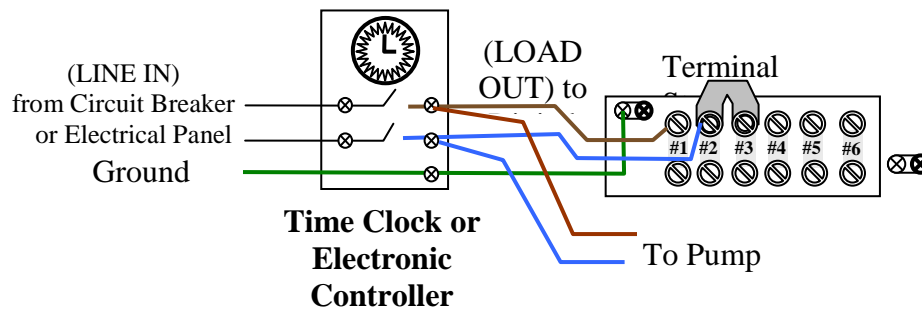 (LINE IN)
from Circuit Breaker
or Electrical Panel
Ground
Time Clock or
Electronic
Controller
(LOAD
OUT) to
Terminal
#1 #2 #3 #4 #5 #6
To Pump